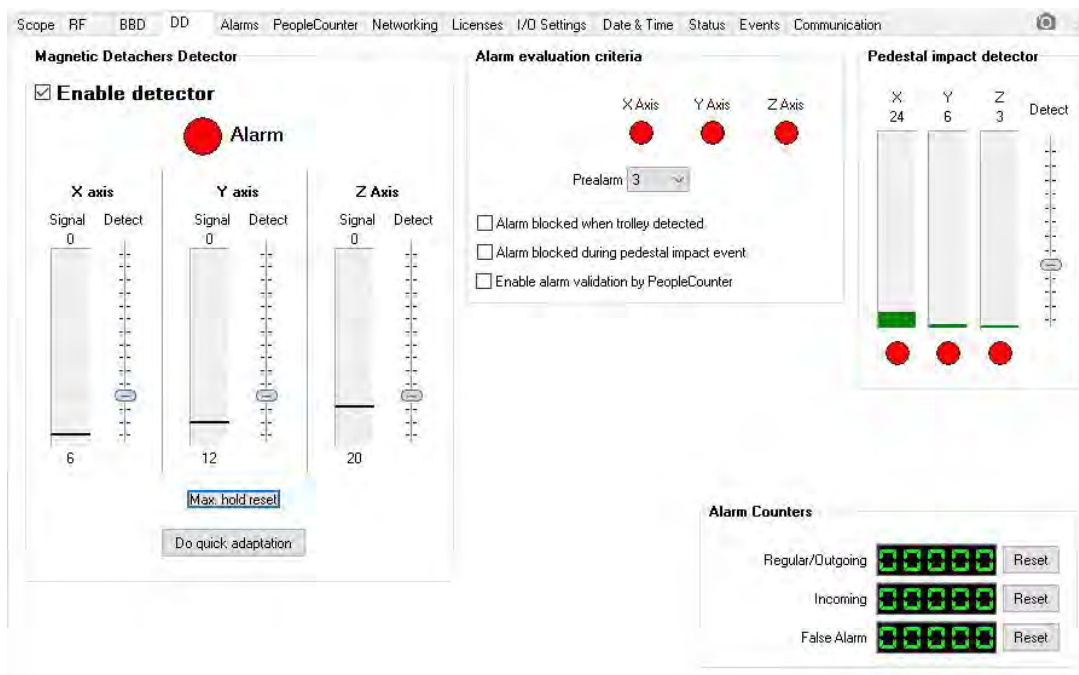 Scope RF BBD DD Alarms PeopleCounter Networking Licenses I/O Settings Date & Time Status Events Communication
Magnetic Detachers Detector
Enable detector
Alarm
X axis Y axis Z Axis
Signal Detect Signal Detect Signal Detect
0 0 0
6 12 20
Max. hold reset
Do quick adaptation
Alarm evaluation criteria
X Axis Y Axis Z Axis
Prealarm 3
Alarm blocked when trolley detected
Alarm blocked during pedestal impact event
Enable alarm validation by PeopleCounter
Pedestal impact detector
X Y Z Detect
24 6 3
Alarm Counters
Regular/Outgoing 00000 Reset
Incoming 00000 Reset
False Alarm 00000 Reset